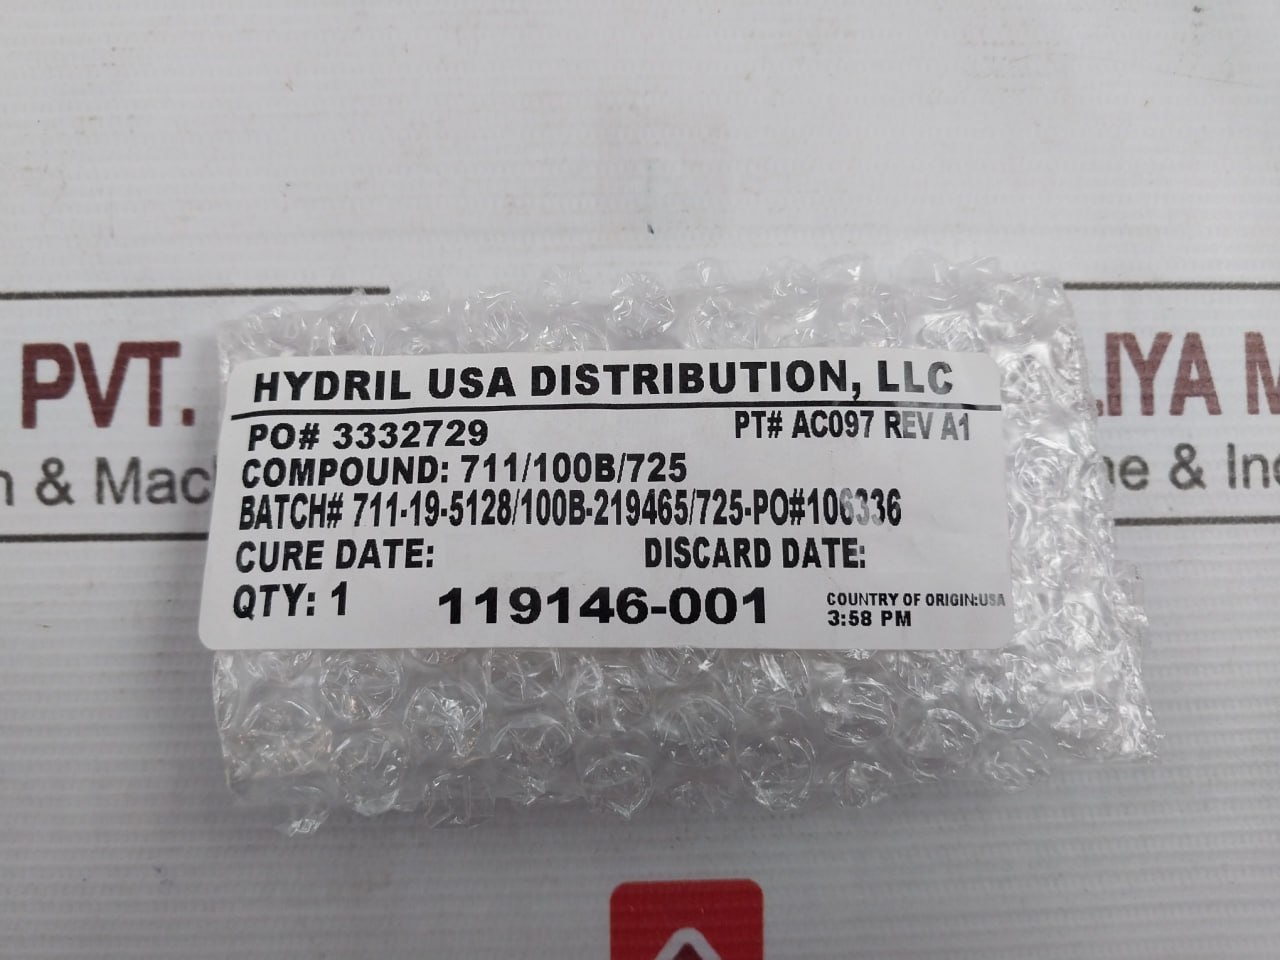 HYDRIL USA DISTRIBUTION, LLC
PO# 3332729
PT# AC097 REV A1
COMPOUND: 711/100B/725
BATCH# 711-19-5128/100B-219465/725-PO#106336
CURE DATE:
DISCARD DATE:
QTY: 1
119146-001
COUNTRY OF ORIGIN:USA
3:58 PM
PVT.
& Mac
& In